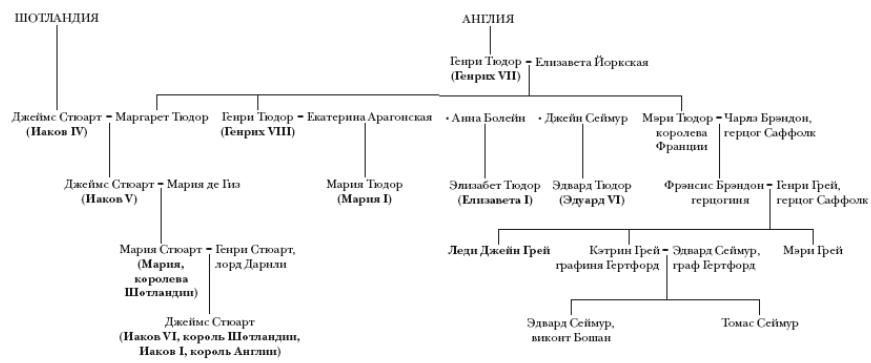 ШОТЛАНДИЯ
АНГЛИЯ
Генри Тюдор – Елизавета Йоркская
(Генрих VII)
Джеймс Стюарт – Маргарет Тюдор
(Иаков IV)
Генри Тюдор – Екатерина Арагонская
(Генрих VIII)
• Анна Болейн
• Джейн Сеймур
Мэри Тюдор – Чарлз Брэндон,
королева герцог Саффолк
Франции
Джеймс Стюарт – Мария де Гиз
(Иаков V)
Мария Тюдор
(Мария I)
Элизабет Тюдор
(Елизавета I)
Эдвард Тюдор
(Эдуард VI)
Фрэнсис Брэндон – Генри Грей,
герцогиня герцог Саффолк
Мария Стюарт – Генри Стюарт,
(Мария, лорд Дарнли
королева
Шотландии)
Леди Джейн Грей
Кэтрин Грей – Эдвард Сеймур,
графиня Гертфорд граф Гертфорд
Мэри Грей
Джеймс Стюарт
(Иаков VI, король Шотландии,
Иаков I, король Англии)
Эдвард Сеймур,
виконт Бошан
Томас Сеймур